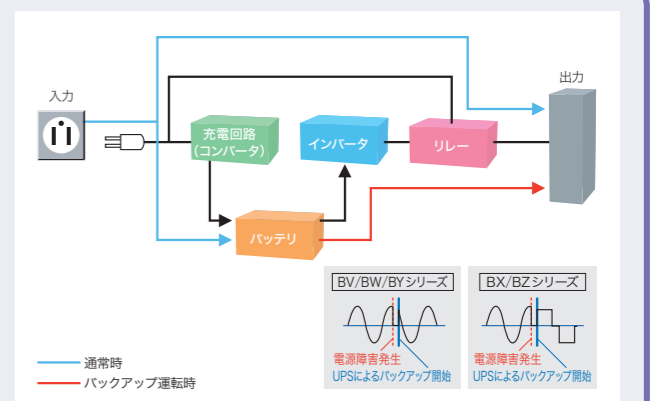 入力
出力
充電回路
(コンバータ)
インバータ
リレー
バッテリ
BV/BW/BYシリーズ
電源障害発生
UPSによるバックアップ開始
BX/BZシリーズ
電源障害発生
UPSによるバックアップ開始
通常時
バックアップ運転時